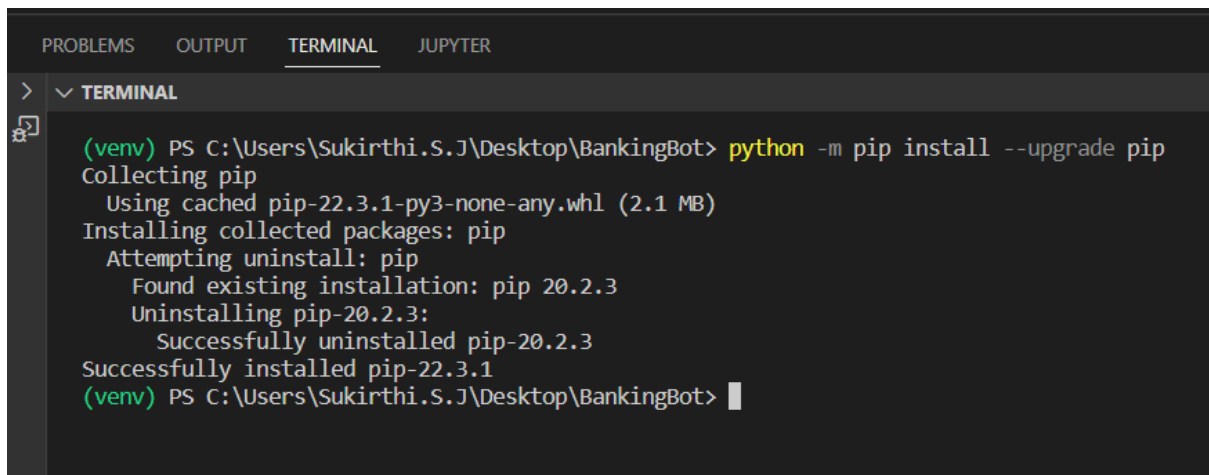 PROBLEMS OUTPUT TERMINAL JUPYTER
TERMINAL
(venv) PS C:\Users\Sukirthi.S.J\Desktop\BankingBot> python -m pip install --upgrade pip
Collecting pip
  Using cached pip-22.3.1-py3-none-any.whl (2.1 MB)
Installing collected packages: pip
  Attempting uninstall: pip
    Found existing installation: pip 20.2.3
    Uninstalling pip-20.2.3:
      Successfully uninstalled pip-20.2.3
Successfully installed pip-22.3.1
(venv) PS C:\Users\Sukirthi.S.J\Desktop\BankingBot>